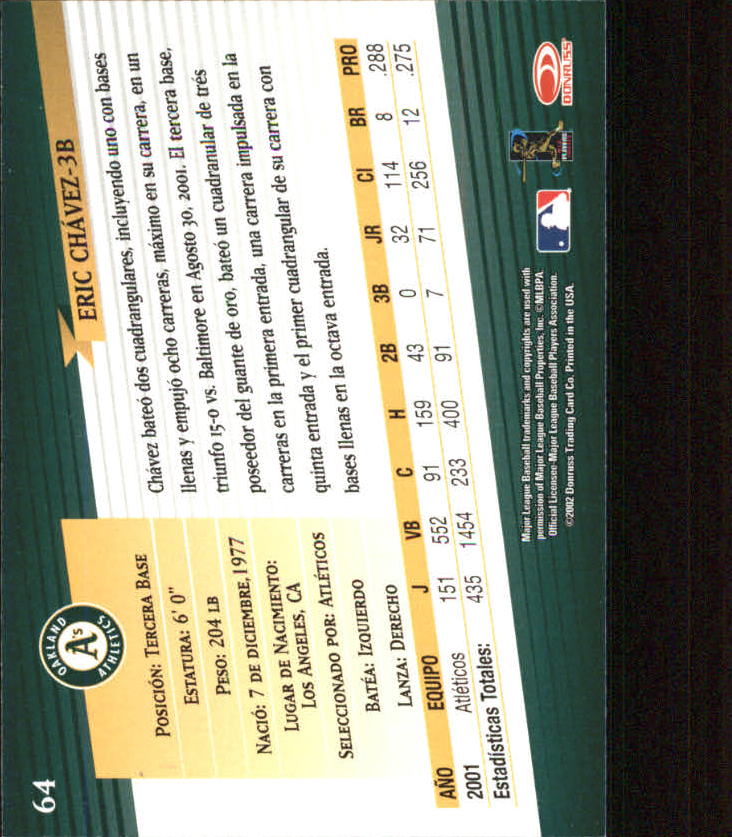 64
OAKLAND
A's
ATHLETICS
ERIC CHÁVEZ-3B
POSICIÓN: TERCERA BASE
ESTATURA: 6' 0"
PESO: 204 LB
NACIÓ: 7 DE DICIEMBRE, 1977
LUGAR DE NACIMIENTO:
LOS ANGELES, CA
SELECCIONADO POR: ATLÉTICOS
BATÉA: IZQUIERDO
LANZA: DERECHO
Chávez bateó dos cuadrangulares, incluyendo uno con bases
llenas y empujó ocho carreras, máximo en su carrera, en un
triunfo 15-0 vs. Baltimore en Agosto 30, 2001. El tercera base,
poseedor del guante de oro, bateó un cuadranular de trés
carreras en la primera entrada, una carrera impulsada en la
quinta entrada y el primer cuadrangular de su carrera con
bases llenas en la octava entrada.
AÑO EQUIPO J VB C H 2B 3B JR CI BR PRO
2001 Atléticos 151 552 91 159 43 0 32 114 8 .288
Estadísticas Totales: 435 1454 233 400 91 7 71 256 12 .275
Major League Baseball trademarks and copyrights are used with
permission of Major League Baseball Properties, Inc. ©MLBPA
Official Licensee-Major League Baseball Players Association.
©2002 Donruss Trading Card Co. Printed in the USA.
PLAYERS
DONRUSS